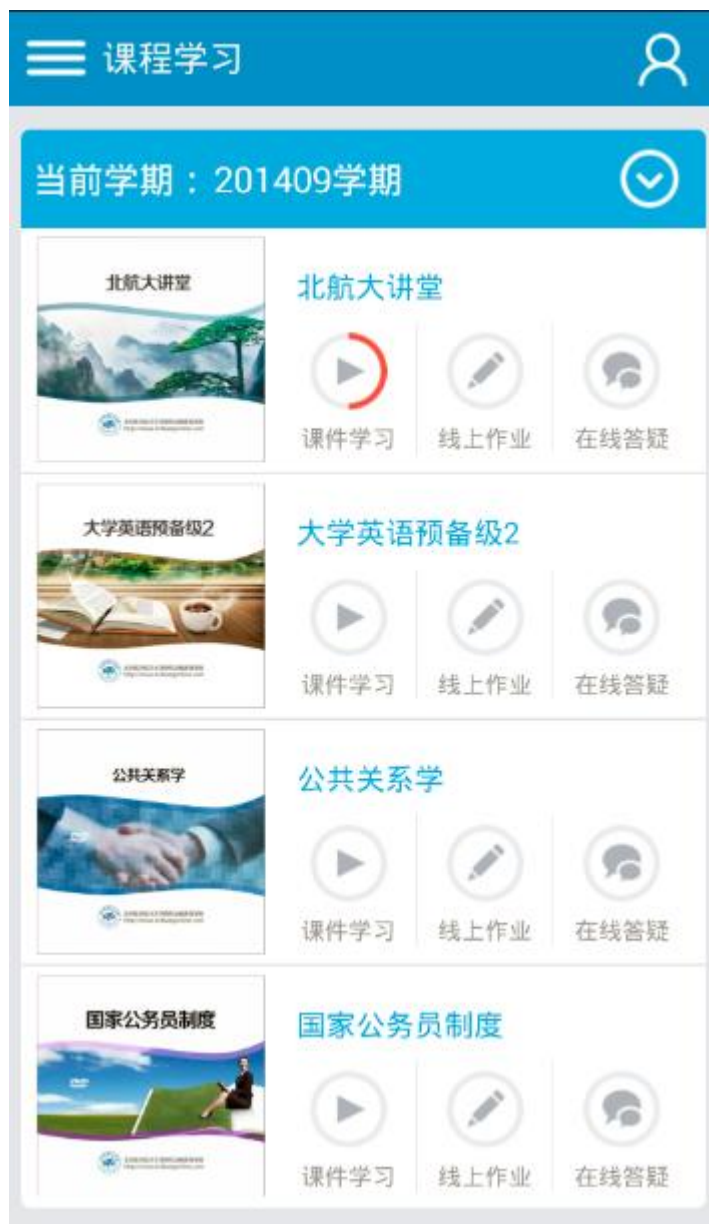 课程学习
当前学期：201409学期
北航大讲堂
北航大讲堂
课件学习 线上作业 在线答疑
大学英语预备级2
大学英语预备级2
课件学习 线上作业 在线答疑
公共关系学
公共关系学
课件学习 线上作业 在线答疑
国家公务员制度
国家公务员制度
课件学习 线上作业 在线答疑